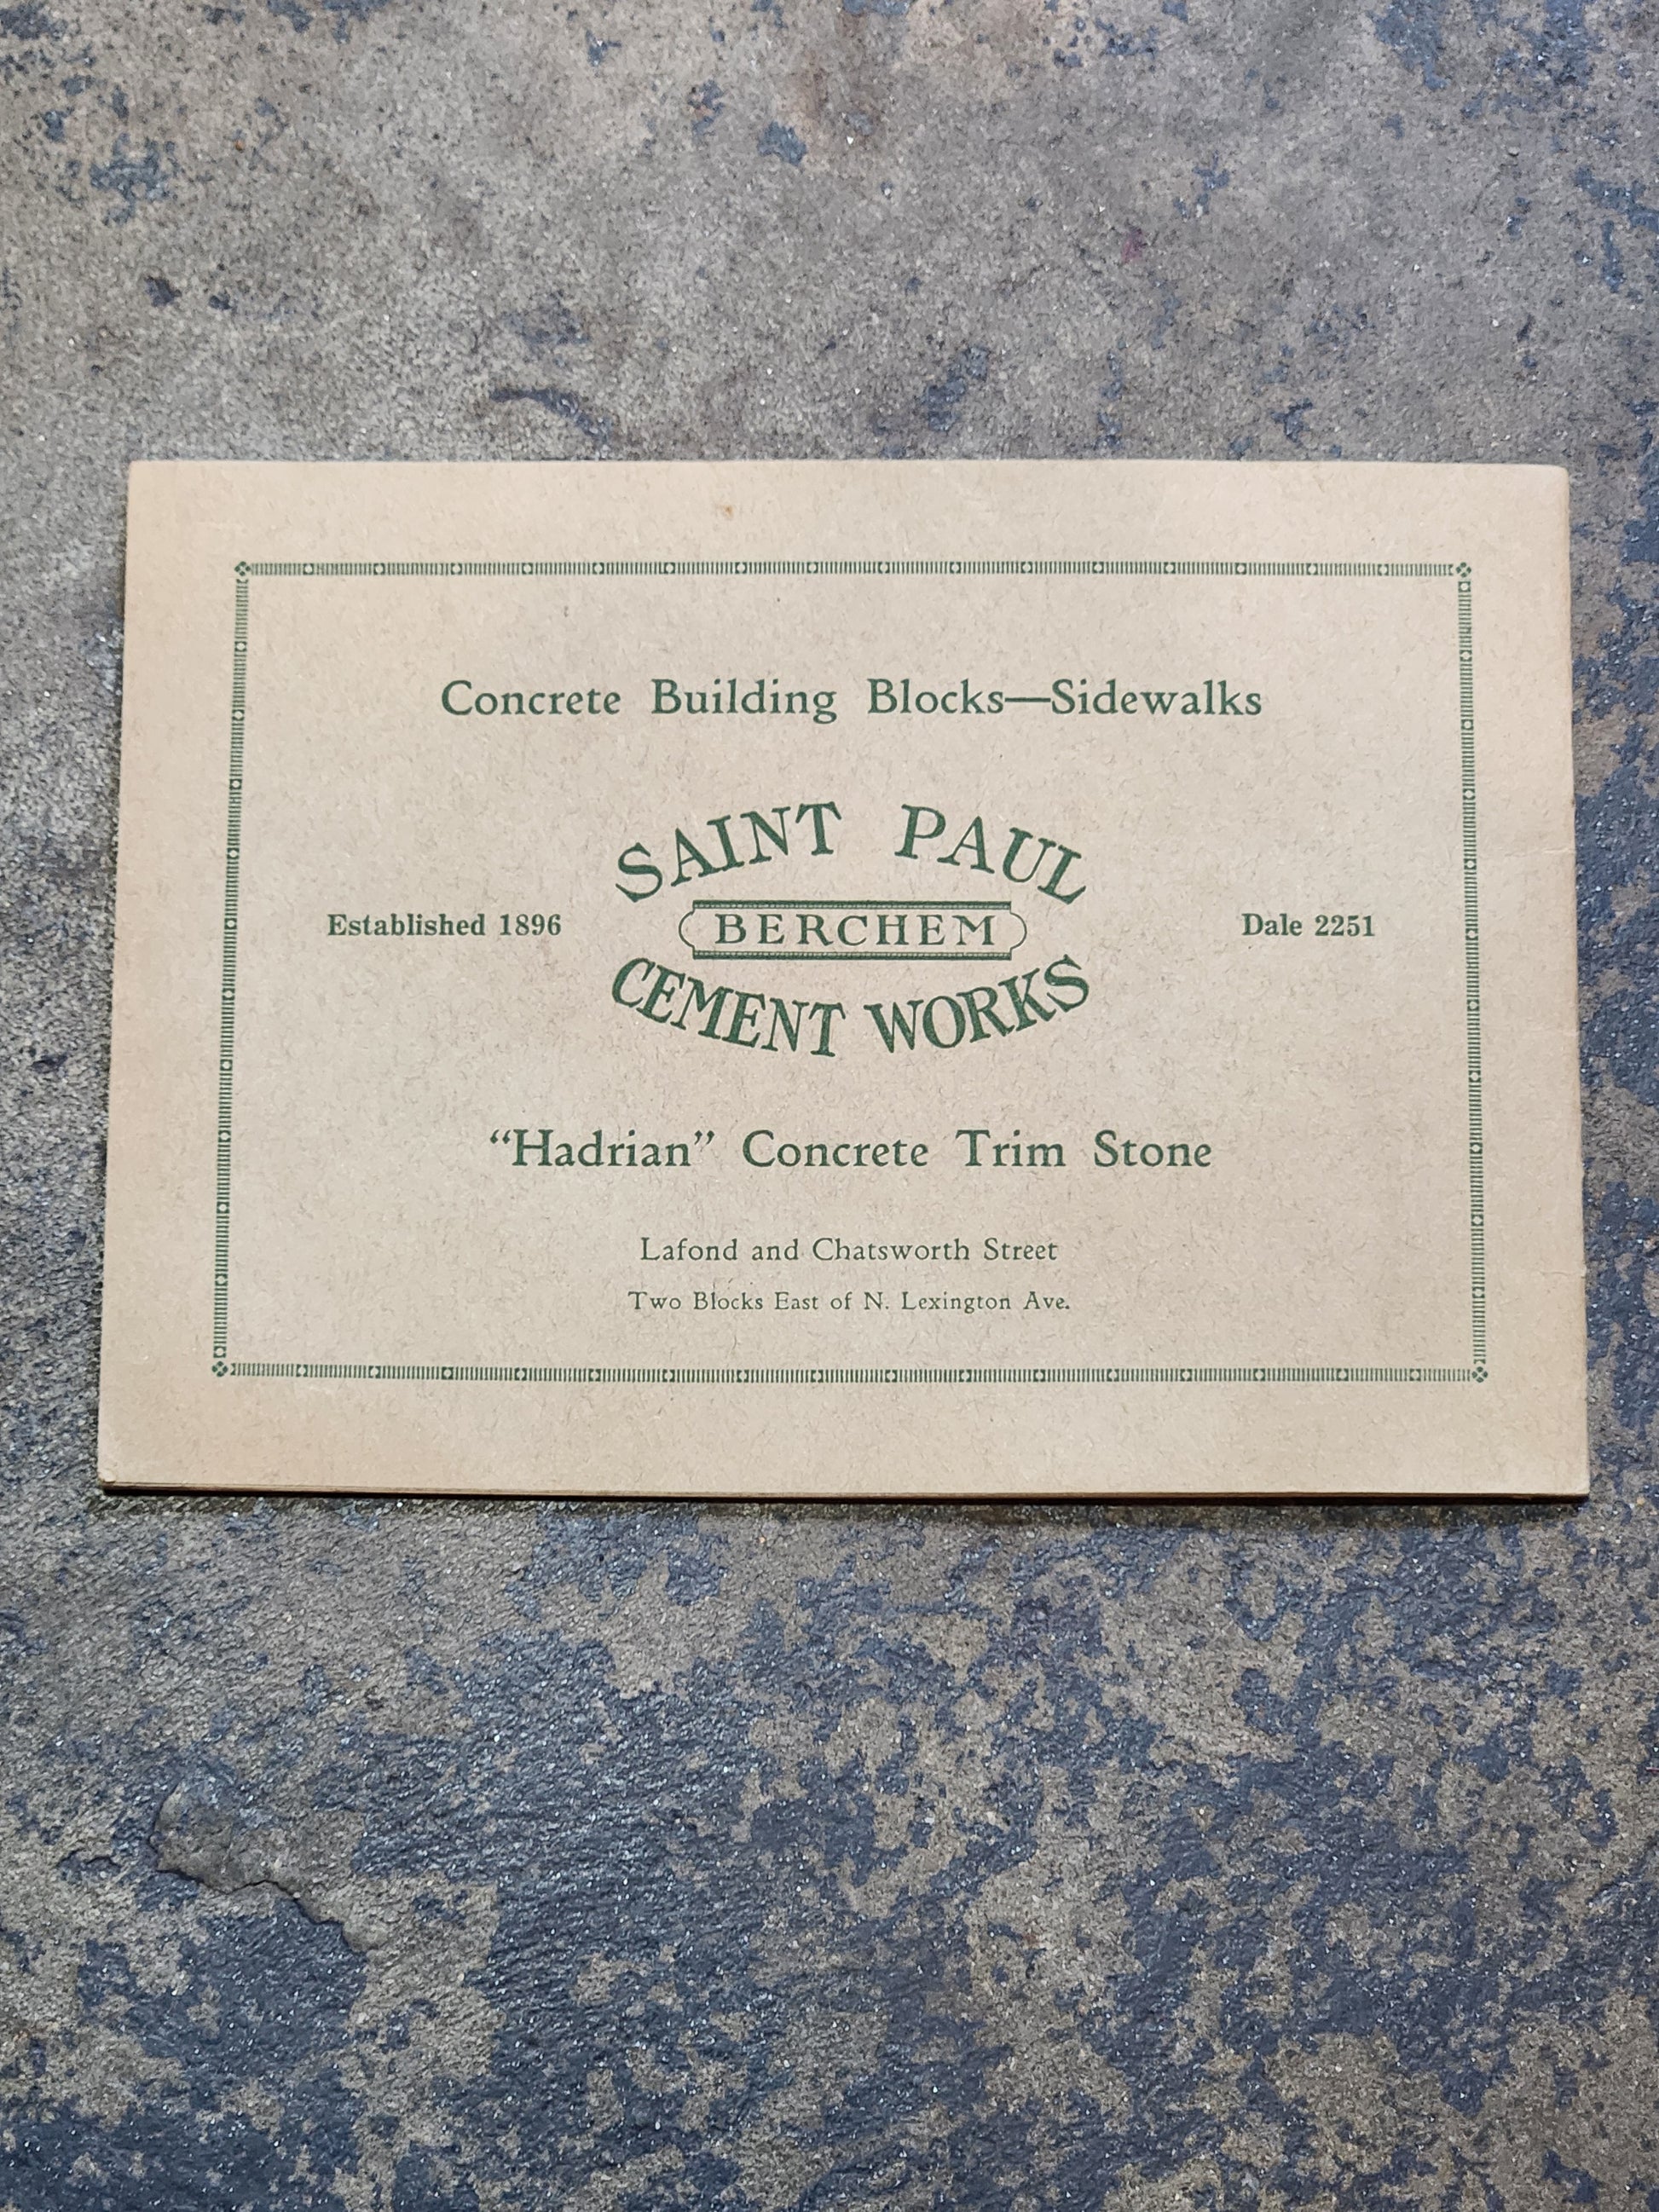 Concrete Building Blocks—Sidewalks
SAINT PAUL
Established 1896 BERCHEM Dale 2251
CEMENT WORKS
“Hadrian” Concrete Trim Stone
Lafond and Chatsworth Street
Two Blocks East of N. Lexington Ave.